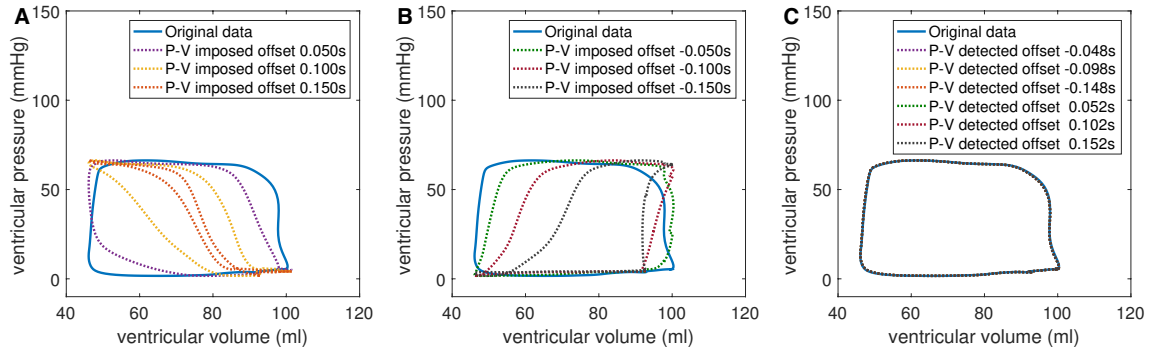 A
Original data
P-V imposed offset 0.050s
P-V imposed offset 0.100s
P-V imposed offset 0.150s
150
100
50
0
40 60 80 100 120
ventricular pressure (mmHg)
ventricular volume (ml)
B
Original data
P-V imposed offset -0.050s
P-V imposed offset -0.100s
P-V imposed offset -0.150s
150
100
50
0
40 60 80 100 120
ventricular pressure (mmHg)
ventricular volume (ml)
C
Original data
P-V detected offset -0.048s
P-V detected offset -0.098s
P-V detected offset -0.148s
P-V detected offset 0.052s
P-V detected offset 0.102s
P-V detected offset 0.152s
150
100
50
0
40 60 80 100 120
ventricular pressure (mmHg)
ventricular volume (ml)